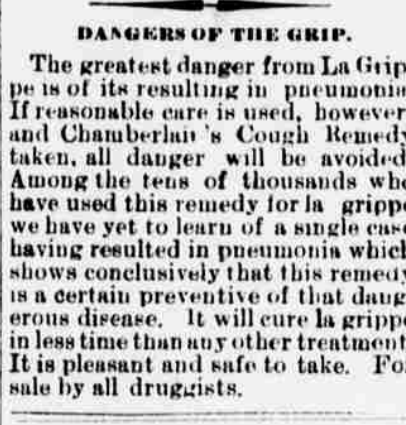 DANGERS OF THE GRIP.
The greatest danger from La Grip
pe is of its resulting in pneumonia
If reasonable care is used, however
and Chamberlain's Cough Remedy
taken, all danger will be avoided
Among the tens of thousands who
have used this remedy for la grippe
we have yet to learn of a single case
having resulted in pneumonia which
shows conclusively that this remedy
is a certain preventive of that dang
erous disease. It will cure la grippe
in less time than any other treatment
It is pleasant and safe to take. For
sale by all druggists.